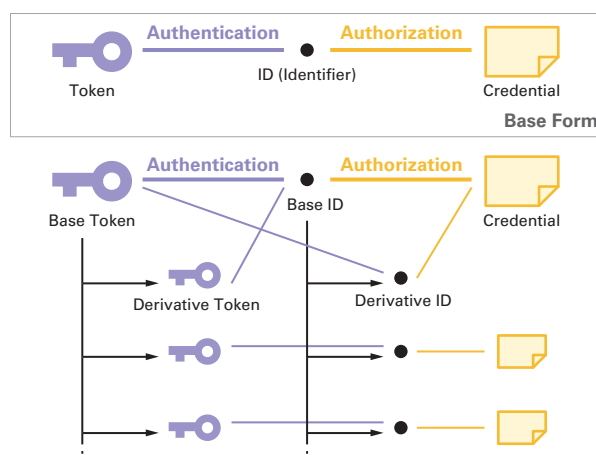 Authentication
Authorization
Token
ID (Identifier)
Credential
Base Form
Authentication
Authorization
Base Token
Base ID
Credential
Derivative Token
Derivative ID